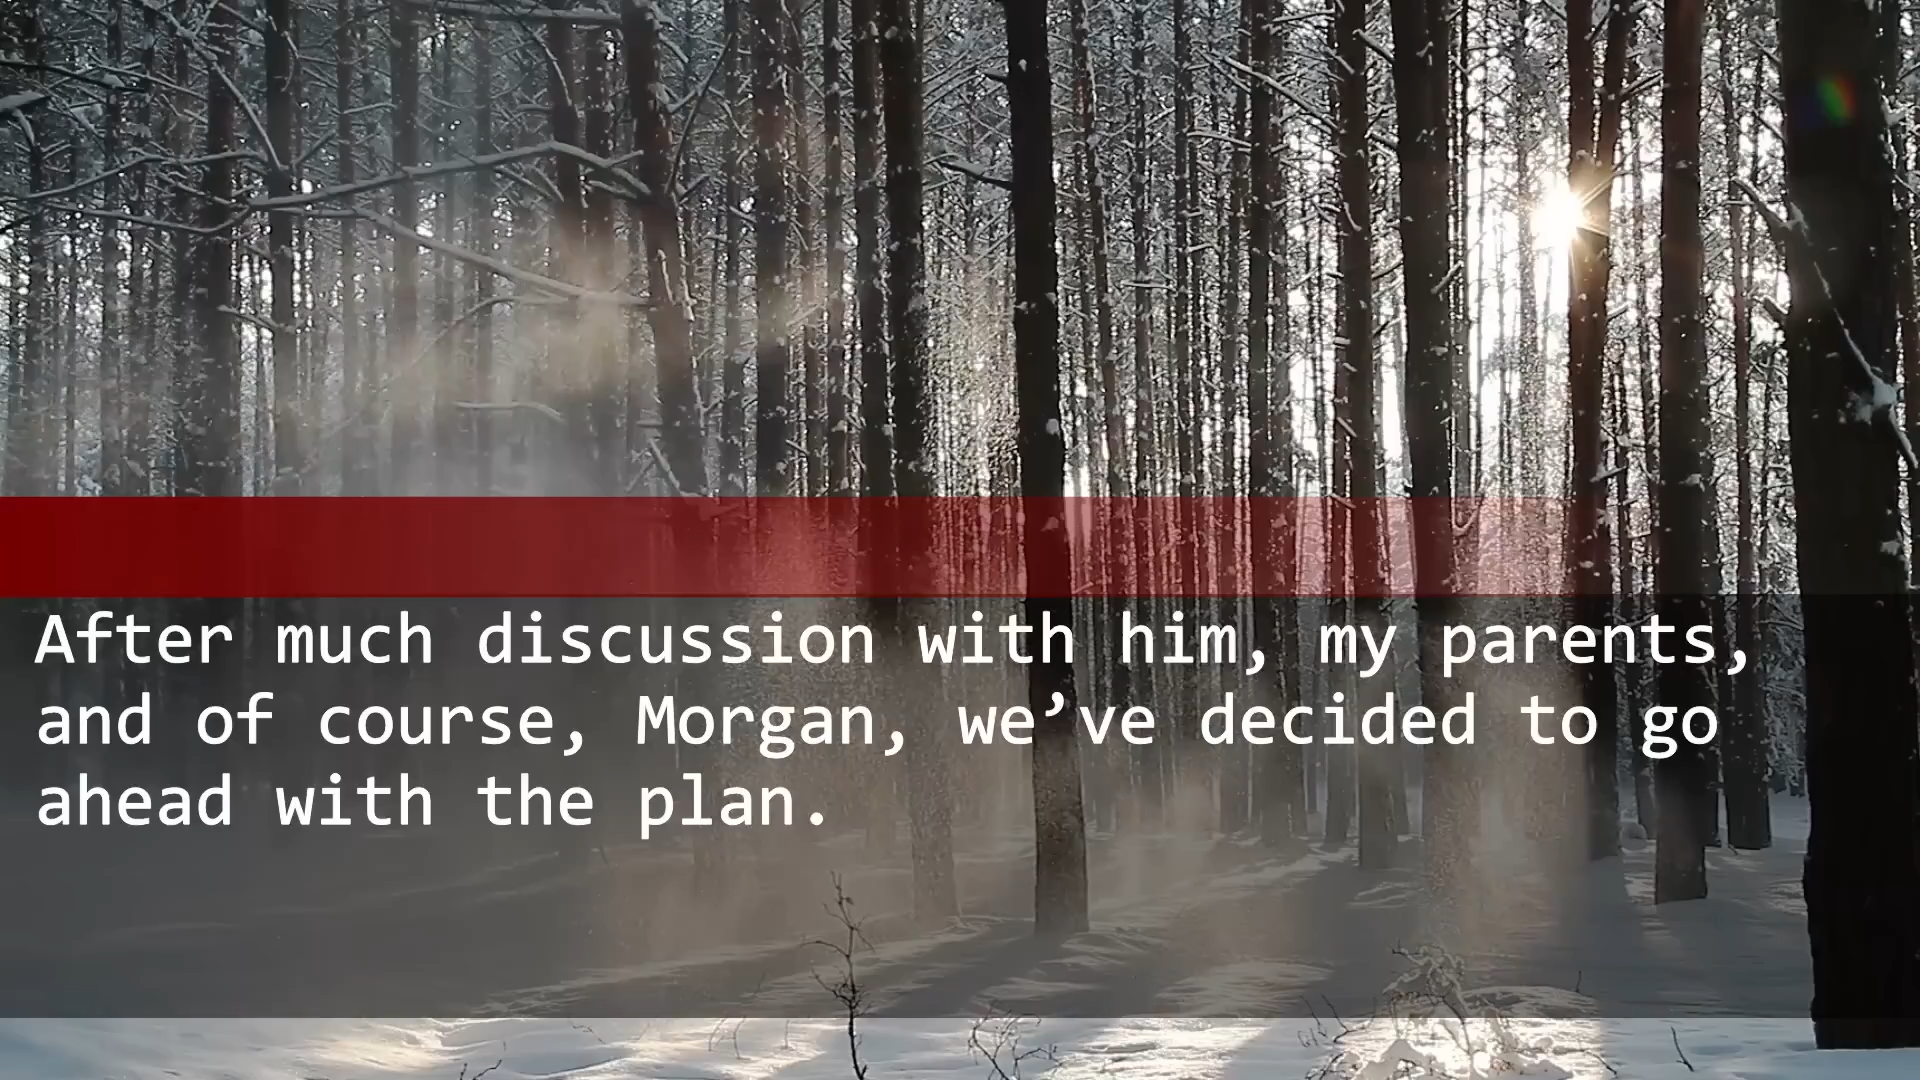 After much discussion with him, my parents,
and of course, Morgan, we’ve decided to go
ahead with the plan.